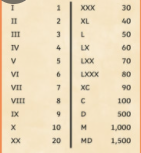 I 1 XXX 30
II 2 XL 40
III 3 L 50
IV 4 LX 60
V 5 LXX 70
VI 6 LXXX 80
VII 7 XC 90
VIII 8 C 100
IX 9 D 500
X 10 M 1,000
XX 20 MD 1,500